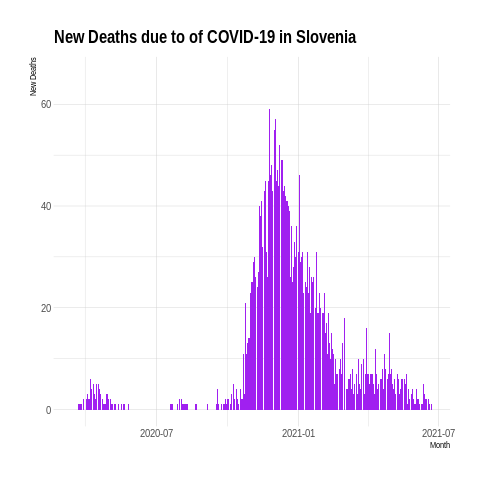 New Deaths due to of COVID-19 in Slovenia
New Deaths
60
40
20
0
2020-07
2021-01
2021-07
Month